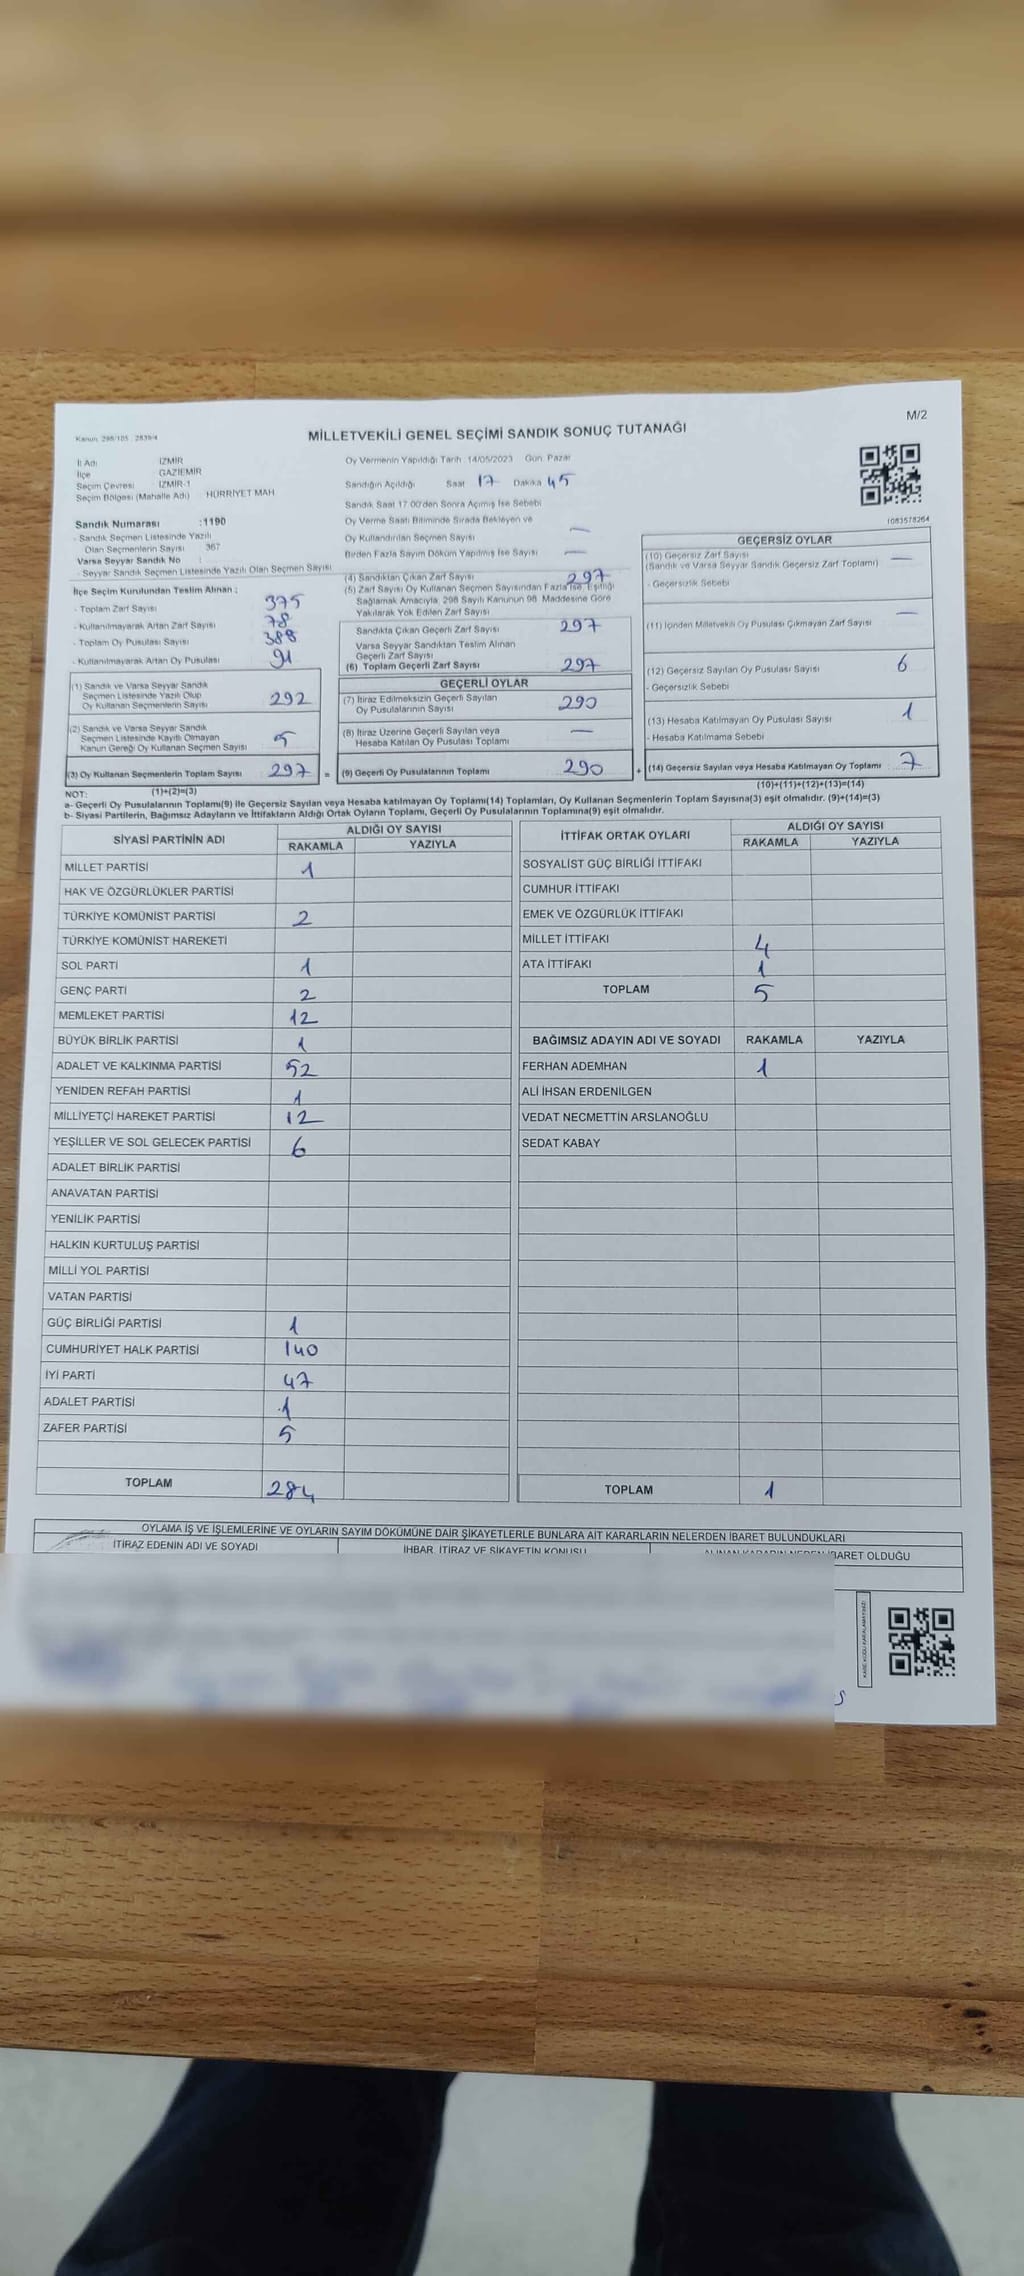 M/2
Kanun: 298/105 , 2839/4
MİLLETVEKİLİ GENEL SEÇİMİ SANDIK SONUÇ TUTANAĞI
İl Adı İZMİR
İlçe GAZİEMİR
Seçim Çevresi İZMİR-1
Seçim Bölgesi (Mahalle Adı) HÜRRİYET MAH.
Oy Vermenin Yapıldığı Tarih 14/05/2023 Gün: Pazar
Sandığın Açıldığı Saat 17 Dakika 45
Sandık Saat 17.00'den Sonra Açımış İse Sebebi
Oy Verme Saati Bitiminde Sırada Bekleyen ve
Oy Kullandırılan Seçmen Sayısı —
Birden Fazla Sayım Döküm Yapılmış İse Sayısı —
1083578264
Sandık Numarası :1190
- Sandık Seçmen Listesinde Yazılı
Olan Seçmenlerin Sayısı 367
Varsa Seyyar Sandık No :
- Seyyar Sandık Seçmen Listesinde Yazılı Olan Seçmen Sayısı
İlçe Seçim Kurulundan Teslim Alınan ;
- Toplam Zarf Sayısı 375
- Kullanılmayarak Artan Zarf Sayısı 78
- Toplam Oy Pusulası Sayısı 388
- Kullanılmayarak Artan Oy Pusulası 91
(1) Sandık ve Varsa Seyyar Sandık
Seçmen Listesinde Yazılı Olup
Oy Kullanan Seçmenlerin Sayısı 292
(2) Sandık ve Varsa Seyyar Sandık
Seçmen Listesinde Kayıtlı Olmayan
Kanun Gereği Oy Kullanan Seçmen Sayısı 5
(3) Oy Kullanan Seçmenlerin Toplam Sayısı 297 =
(1)+(2)=(3)
(4) Sandıktan Çıkan Zarf Sayısı 297
(5) Zarf Sayısı Oy Kullanan Seçmen Sayısından Fazla İse, Eşitliği
Sağlamak Amacıyla, 298 Sayılı Kanunun 98. Maddesine Göre
Yakılarak Yok Edilen Zarf Sayısı
Sandıkta Çıkan Geçerli Zarf Sayısı 297
Varsa Seyyar Sandıktan Teslim Alınan
Geçerli Zarf Sayısı
(6) Toplam Geçerli Zarf Sayısı 297
GEÇERLİ OYLAR
(7) İtiraz Edilmeksizin Geçerli Sayılan
Oy Pusulalarının Sayısı 290
(8) İtiraz Üzerine Geçerli Sayılan veya
Hesaba Katılan Oy Pusulası Toplamı —
(9) Geçerli Oy Pusulalarının Toplamı 290 +
GEÇERSİZ OYLAR
(10) Geçersiz Zarf Sayısı
(Sandık ve Varsa Seyyar Sandık Geçersiz Zarf Toplamı) —
- Geçersizlik Sebebi
(11) İçinden Milletvekili Oy Pusulası Çıkmayan Zarf Sayısı —
(12) Geçersiz Sayılan Oy Pusulası Sayısı 6
- Geçersizlik Sebebi
(13) Hesaba Katılmayan Oy Pusulası Sayısı 1
- Hesaba Katılmama Sebebi
(14) Geçersiz Sayılan veya Hesaba Katılmayan Oy Toplamı 7
(10)+(11)+(12)+(13)=(14)
NOT:
a- Geçerli Oy Pusulalarının Toplamı(9) ile Geçersiz Sayılan veya Hesaba katılmayan Oy Toplamı(14) Toplamları, Oy Kullanan Seçmenlerin Toplam Sayısına(3) eşit olmalıdır. (9)+(14)=(3)
b- Siyasi Partilerin, Bağımsız Adayların ve İttifakların Aldığı Ortak Oyların Toplamı, Geçerli Oy Pusulalarının Toplamına(9) eşit olmalıdır.
SİYASİ PARTİNİN ADI ALDIĞI OY SAYISI
RAKAMLA YAZIYLA
MİLLET PARTİSİ 1
HAK VE ÖZGÜRLÜKLER PARTİSİ
TÜRKİYE KOMÜNİST PARTİSİ 2
TÜRKİYE KOMÜNİST HAREKETİ
SOL PARTİ 1
GENÇ PARTİ 2
MEMLEKET PARTİSİ 12
BÜYÜK BİRLİK PARTİSİ 1
ADALET VE KALKINMA PARTİSİ 52
YENİDEN REFAH PARTİSİ 1
MİLLİYETÇİ HAREKET PARTİSİ 12
YEŞİLLER VE SOL GELECEK PARTİSİ 6
ADALET BİRLİK PARTİSİ
ANAVATAN PARTİSİ
YENİLİK PARTİSİ
HALKIN KURTULUŞ PARTİSİ
MİLLİ YOL PARTİSİ
VATAN PARTİSİ
GÜÇ BİRLİĞİ PARTİSİ 1
CUMHURİYET HALK PARTİSİ 140
İYİ PARTİ 47
ADALET PARTİSİ 1
ZAFER PARTİSİ 5
TOPLAM 284
İTTİFAK ORTAK OYLARI ALDIĞI OY SAYISI
RAKAMLA YAZIYLA
SOSYALİST GÜÇ BİRLİĞİ İTTİFAKI
CUMHUR İTTİFAKI
EMEK VE ÖZGÜRLÜK İTTİFAKI
MİLLET İTTİFAKI 4
ATA İTTİFAKI 1
TOPLAM 5
BAĞIMSIZ ADAYIN ADI VE SOYADI RAKAMLA YAZIYLA
FERHAN ADEMHAN 1
ALİ İHSAN ERDENİLGEN
VEDAT NECMETTİN ARSLANOĞLU
SEDAT KABAY
TOPLAM 1
OYLAMA İŞ VE İŞLEMLERİNE VE OYLARIN SAYIM DÖKÜMÜNE DAİR ŞİKAYETLERLE BUNLARA AİT KARARLARIN NELERDEN İBARET BULUNDUKLARI
İTİRAZ EDENİN ADI VE SOYADI İHBAR, İTİRAZ VE ŞİKAYETİN KONUSU ALINAN KARARIN NEDEN İBARET OLDUĞU